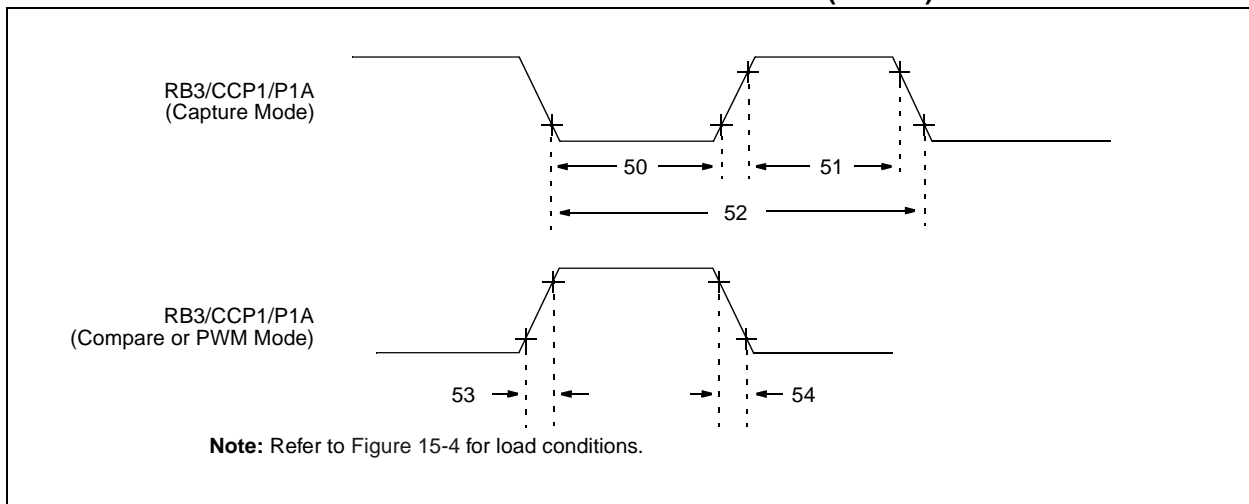 RB3/CCP1/P1A
(Capture Mode)
50
51
52
RB3/CCP1/P1A
(Compare or PWM Mode)
53
54
Note: Refer to Figure 15-4 for load conditions.